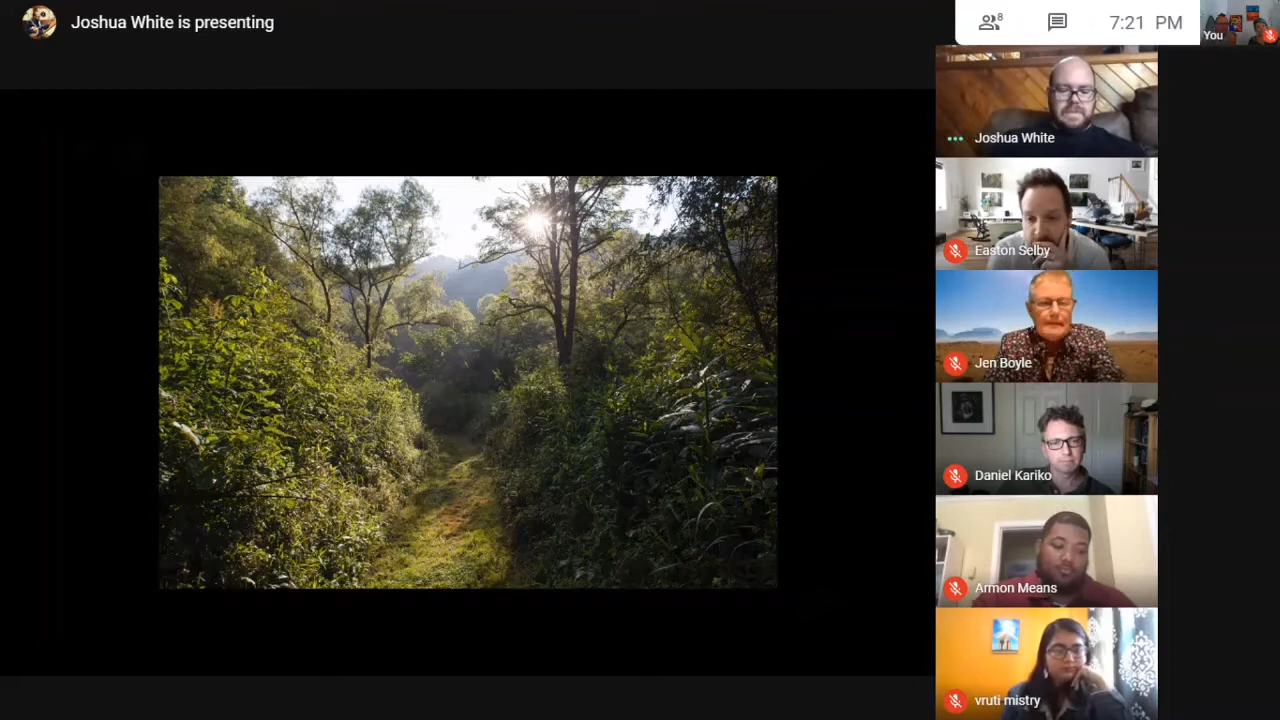 Joshua White is presenting
8
7:21 PM
You
Joshua White
Easton Selby
Jen Boyle
Daniel Kariko
Armon Means
vruti mistry